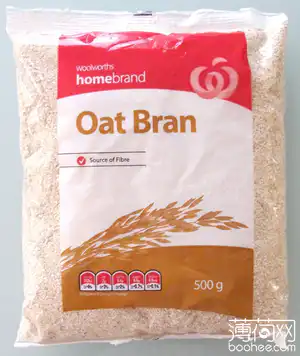 woolworths
homebrand
Oat Bran
Source of Fibre
500 g
薄荷网
boohee.com